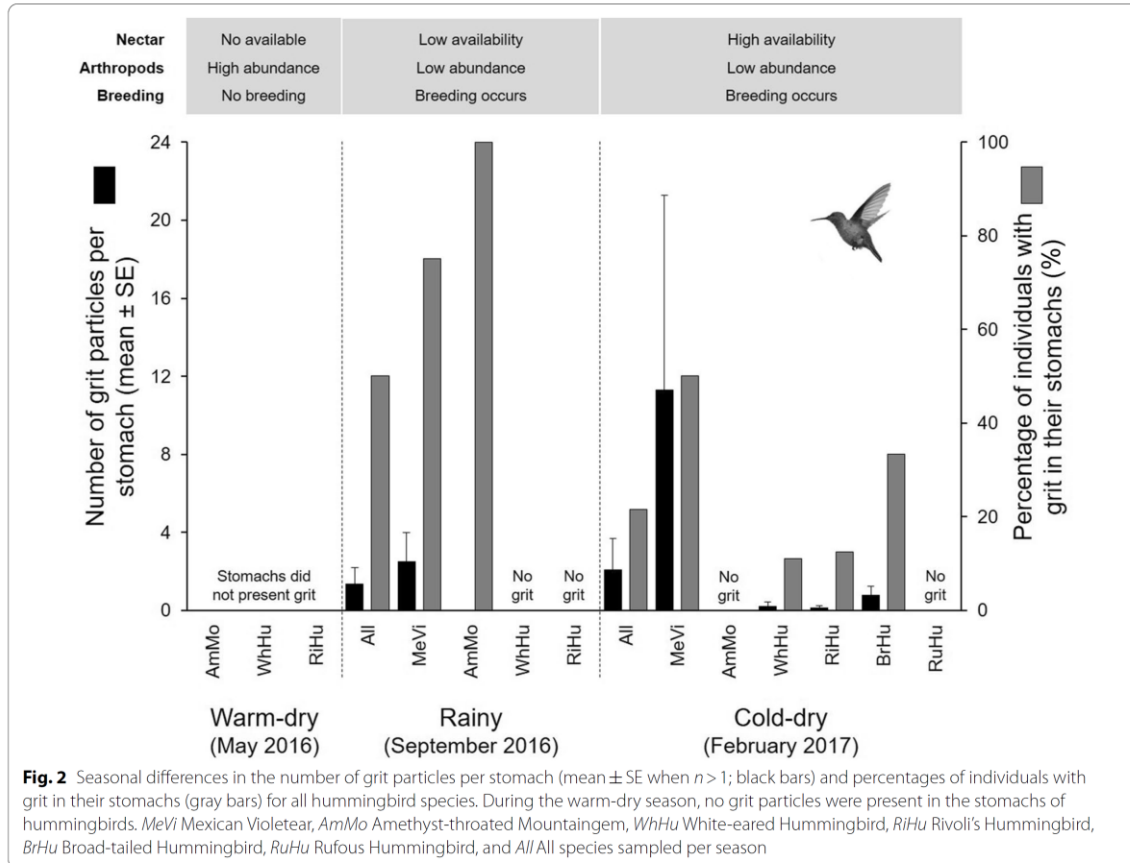 Nectar No available Low availability High availability
Arthropods High abundance Low abundance Low abundance
Breeding No breeding Breeding occurs Breeding occurs
Number of grit particles per
stomach (mean ± SE)
24
20
16
12
8
4
0
Stomachs did
not present grit
No
grit
No
grit
No
grit
No
grit
100
80
60
40
20
0
Percentage of individuals with
grit in their stomachs (%)
AmMo WhHu RiHu All MeVi AmMo WhHu RiHu All MeVi AmMo WhHu RiHu BrHu RuHu
Warm-dry Rainy Cold-dry
(May 2016) (September 2016) (February 2017)
Fig. 2 Seasonal differences in the number of grit particles per stomach (mean ± SE when n > 1; black bars) and percentages of individuals with
grit in their stomachs (gray bars) for all hummingbird species. During the warm-dry season, no grit particles were present in the stomachs of
hummingbirds. MeVi Mexican Violetear, AmMo Amethyst-throated Mountaingem, WhHu White-eared Hummingbird, RiHu Rivoli's Hummingbird,
BrHu Broad-tailed Hummingbird, RuHu Rufous Hummingbird, and All All species sampled per season